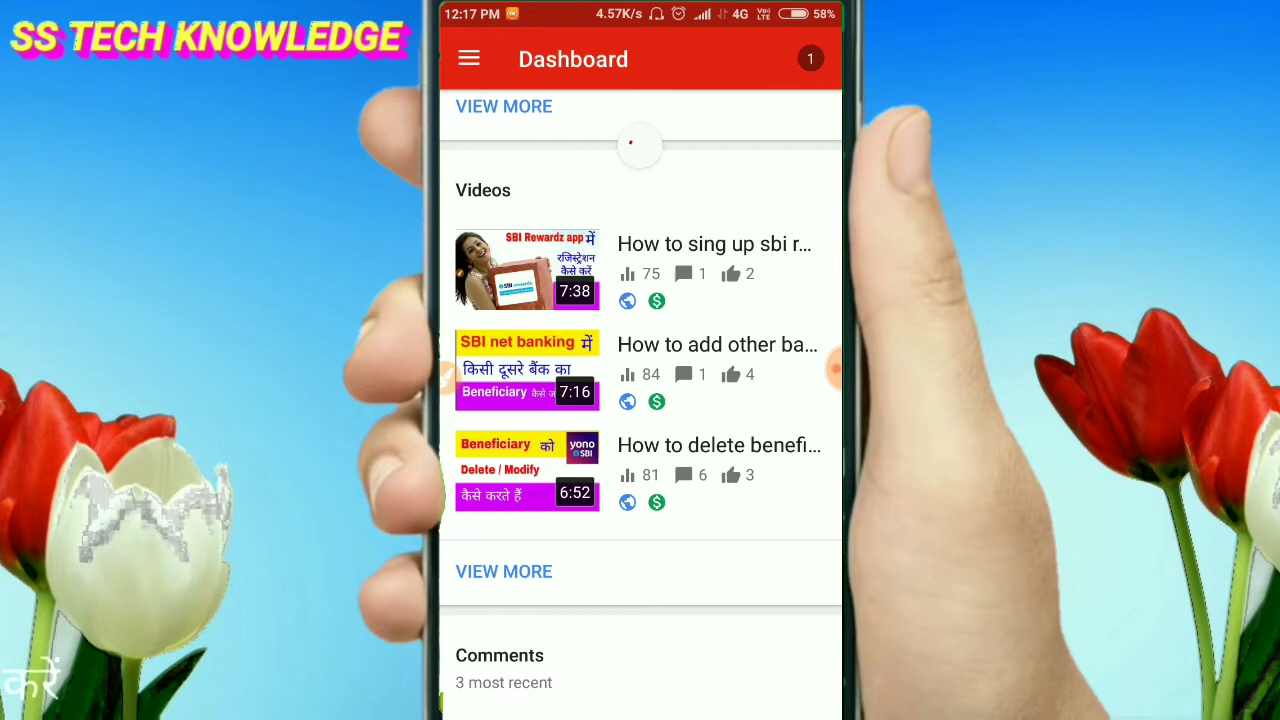 SS TECH KNOWLEDGE
12:17 PM
4.57K/s
4G
VoLTE
58%
Dashboard
1
VIEW MORE
Videos
SBI Rewardz app में
रजिस्ट्रेशन
कैसे करें
7:38
How to sing up sbi r...
75 1 2
SBI net banking में
किसी दूसरे बैंक का
Beneficiary कैसे
7:16
How to add other ba...
84 1 4
Beneficiary को
yono
SBI
Delete / Modify
कैसे करते हैं
6:52
How to delete benefi...
81 6 3
VIEW MORE
Comments
3 most recent
करें